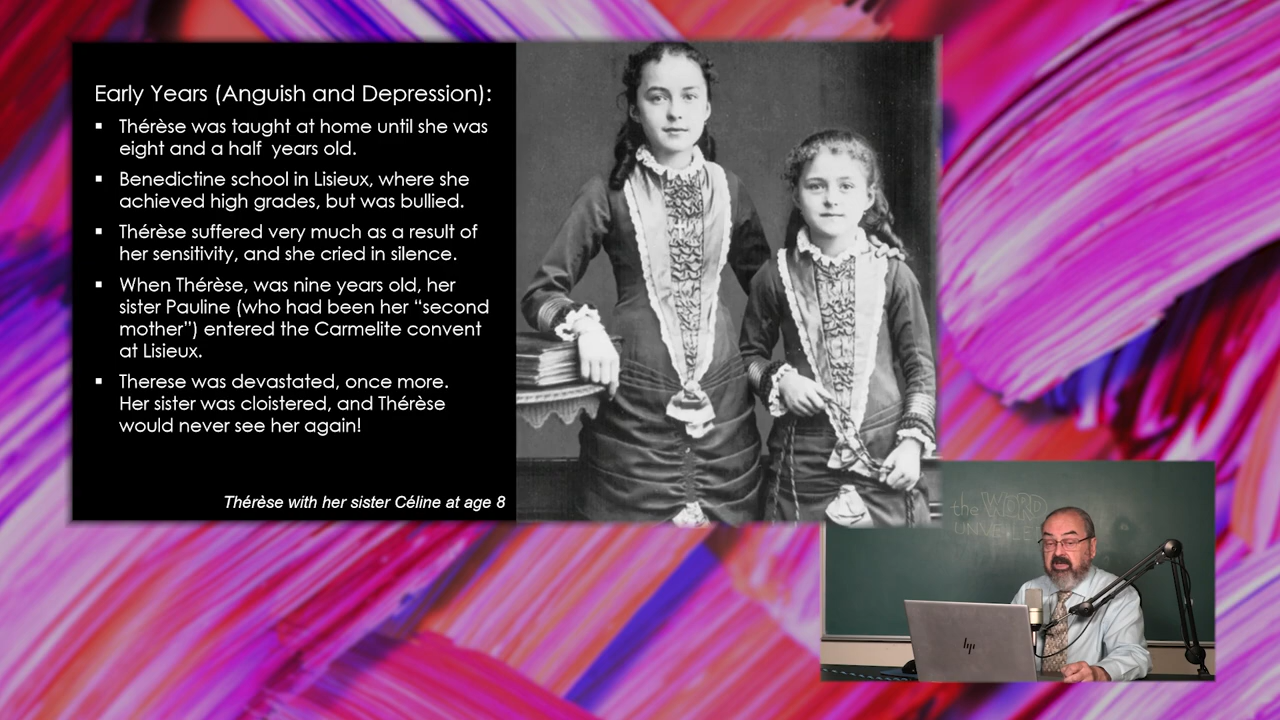 Early Years (Anguish and Depression):
▪ Thérèse was taught at home until she was
eight and a half  years old.
▪ Benedictine school in Lisieux, where she
achieved high grades, but was bullied.
▪ Thérèse suffered very much as a result of
her sensitivity, and she cried in silence.
▪ When Thérèse, was nine years old, her
sister Pauline (who had been her “second
mother”) entered the Carmelite convent
at Lisieux.
▪ Therese was devastated, once more.
Her sister was cloistered, and Thérèse
would never see her again!
Thérèse with her sister Céline at age 8
the WORD
UNVEILED
hp